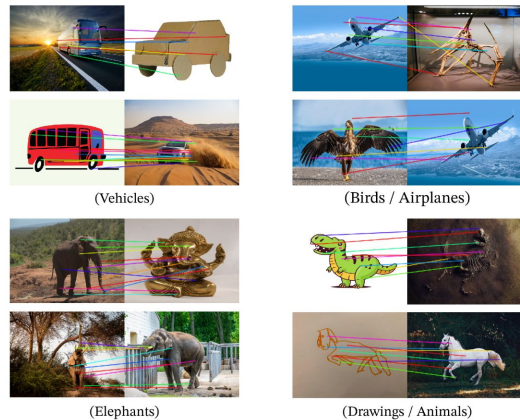 (Vehicles)
(Birds / Airplanes)
(Elephants)
(Drawings / Animals)